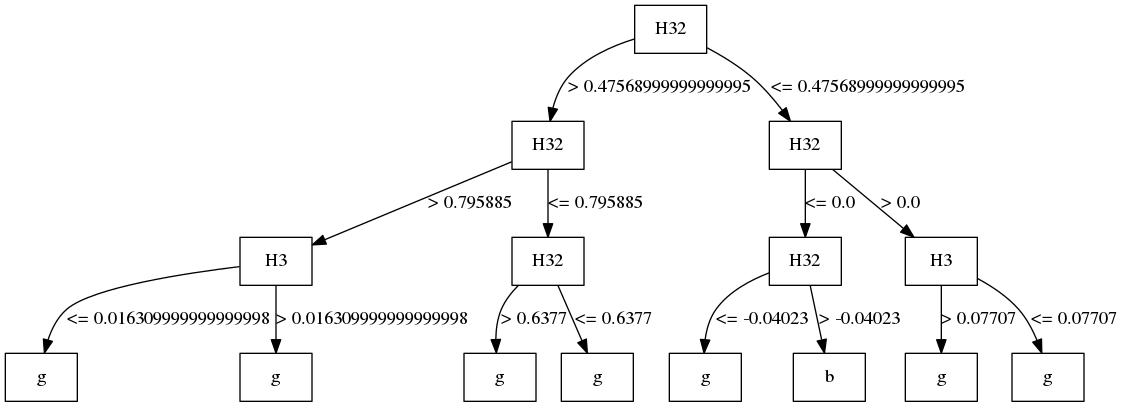 H32
> 0.47568999999999995
<= 0.47568999999999995
H32
H32
> 0.795885
<= 0.795885
<= 0.0
> 0.0
H3
H32
H32
H3
<= 0.016309999999999998
> 0.016309999999999998
> 0.6377
<= 0.6377
<= -0.04023
> -0.04023
> 0.07707
<= 0.07707
g
g
g
g
g
b
g
g